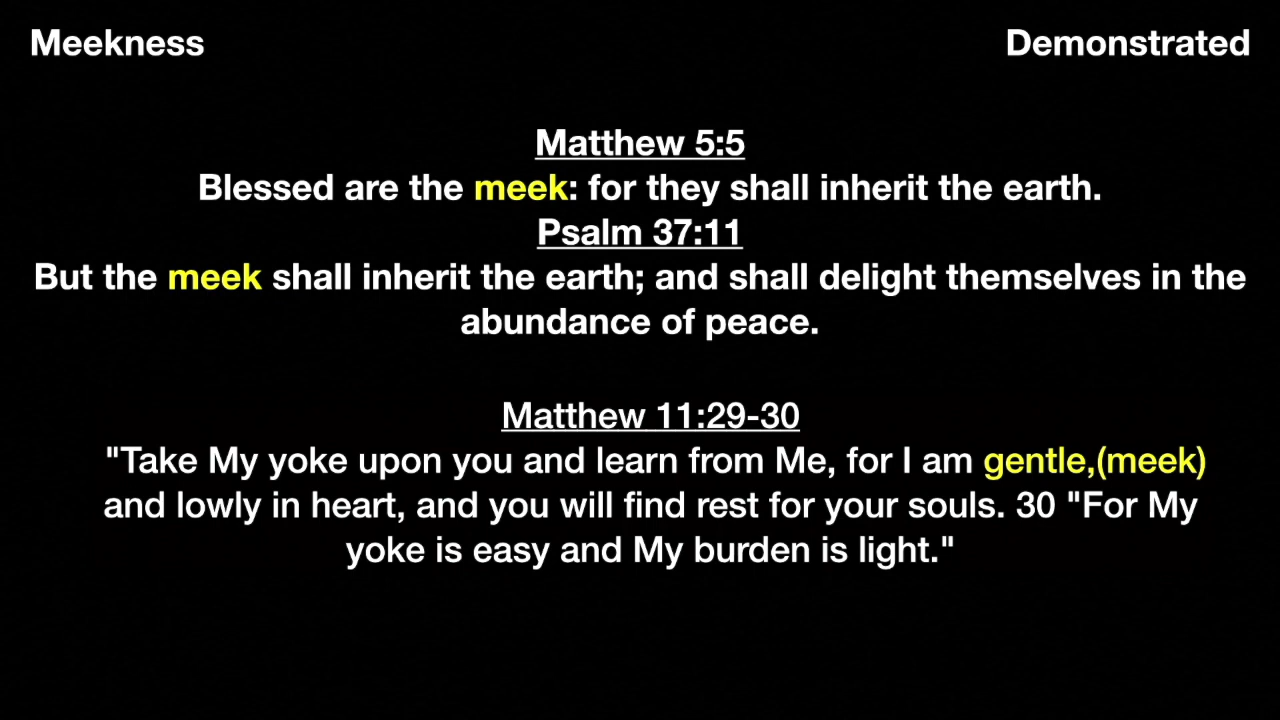 Meekness
Demonstrated
Matthew 5:5
Blessed are the meek: for they shall inherit the earth.
Psalm 37:11
But the meek shall inherit the earth; and shall delight themselves in the
abundance of peace.
Matthew 11:29-30
"Take My yoke upon you and learn from Me, for I am gentle,(meek)
and lowly in heart, and you will find rest for your souls. 30 "For My
yoke is easy and My burden is light."